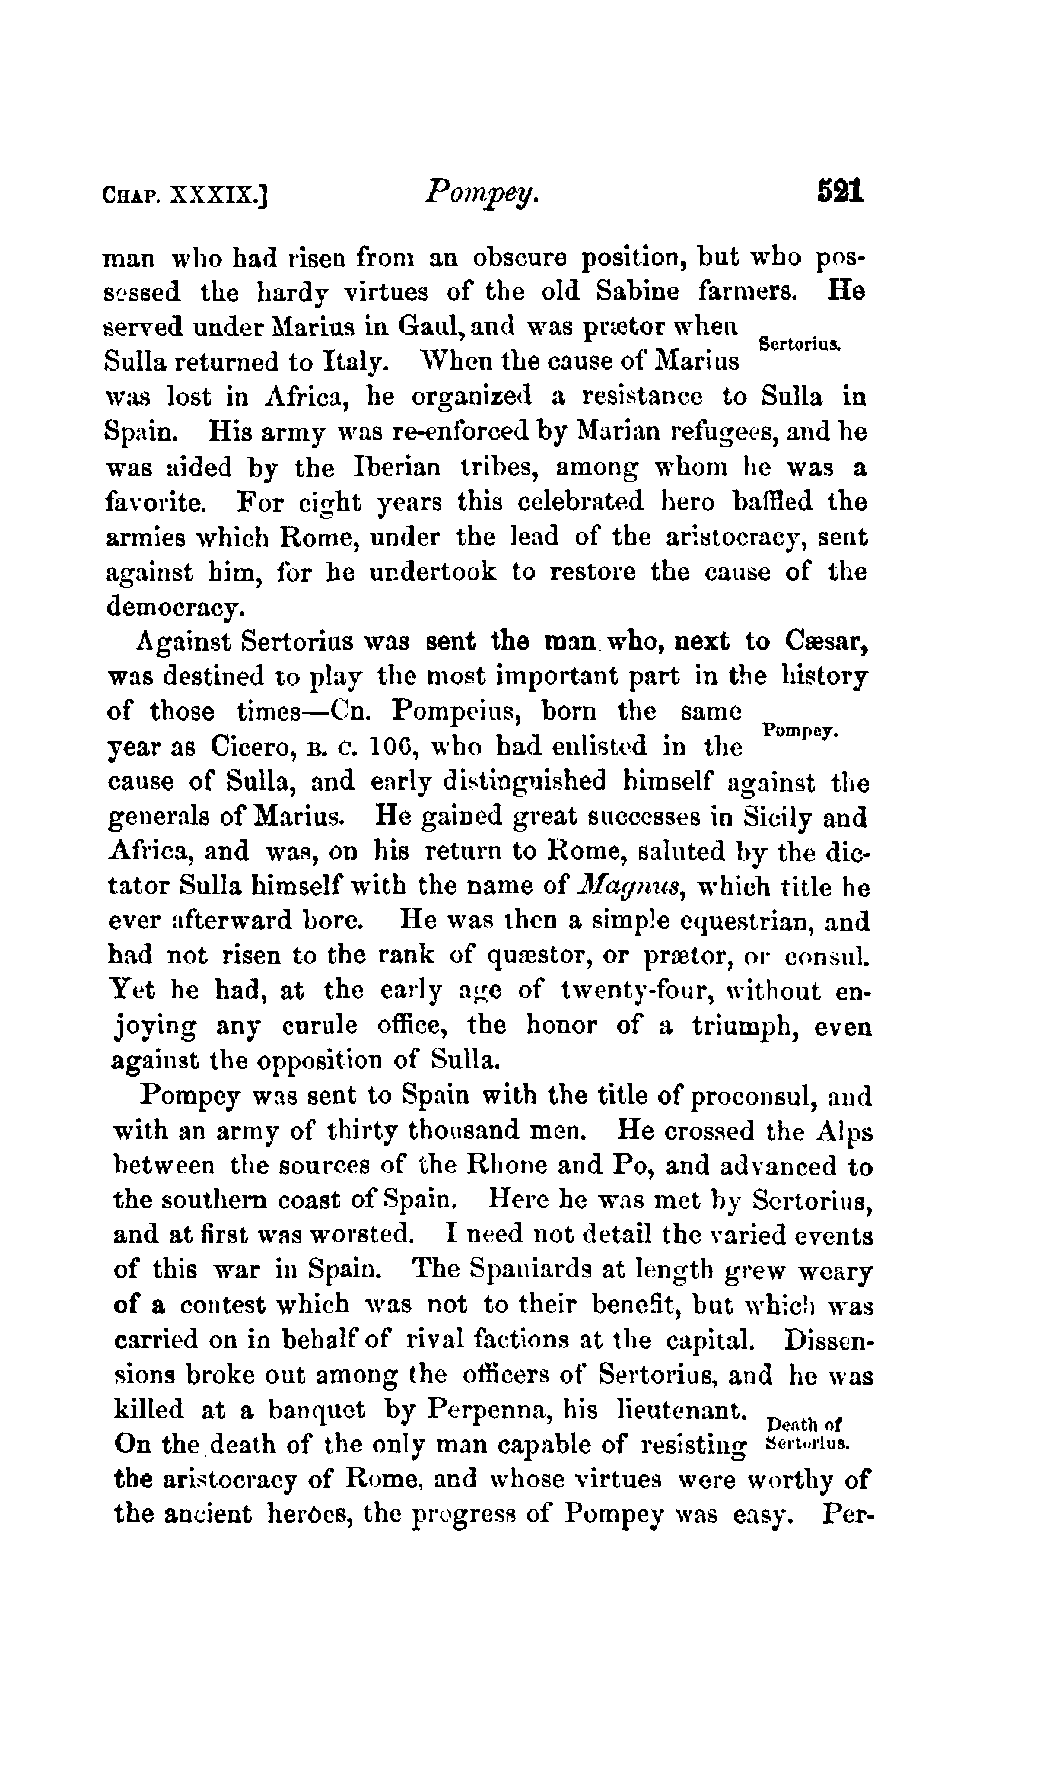 CHAP. XXXIX.] Pompey. 521
man who had risen from an obscure position, but who pos-
sessed the hardy virtues of the old Sabine farmers. He
served under Marius in Gaul, and was prætor when
Sertorius.
Sulla returned to Italy. When the cause of Marius
was lost in Africa, he organized a resistance to Sulla in
Spain. His army was re-enforced by Marian refugees, and he
was aided by the Iberian tribes, among whom he was a
favorite. For eight years this celebrated hero baffled the
armies which Rome, under the lead of the aristocracy, sent
against him, for he undertook to restore the cause of the
democracy.
Against Sertorius was sent the man who, next to Cæsar,
was destined to play the most important part in the history
of those times—Cn. Pompeius, born the same
Pompey.
year as Cicero, B. C. 106, who had enlisted in the
cause of Sulla, and early distinguished himself against the
generals of Marius. He gained great successes in Sicily and
Africa, and was, on his return to Rome, saluted by the dic-
tator Sulla himself with the name of Magnus, which title he
ever afterward bore. He was then a simple equestrian, and
had not risen to the rank of quæstor, or prætor, or consul.
Yet he had, at the early age of twenty-four, without en-
joying any curule office, the honor of a triumph, even
against the opposition of Sulla.
Pompey was sent to Spain with the title of proconsul, and
with an army of thirty thousand men. He crossed the Alps
between the sources of the Rhone and Po, and advanced to
the southern coast of Spain. Here he was met by Sertorius,
and at first was worsted. I need not detail the varied events
of this war in Spain. The Spaniards at length grew weary
of a contest which was not to their benefit, but which was
carried on in behalf of rival factions at the capital. Dissen-
sions broke out among the officers of Sertorius, and he was
killed at a banquet by Perpenna, his lieutenant.
Death of
Sertorius.
On the death of the only man capable of resisting
the aristocracy of Rome, and whose virtues were worthy of
the ancient heroes, the progress of Pompey was easy. Per-